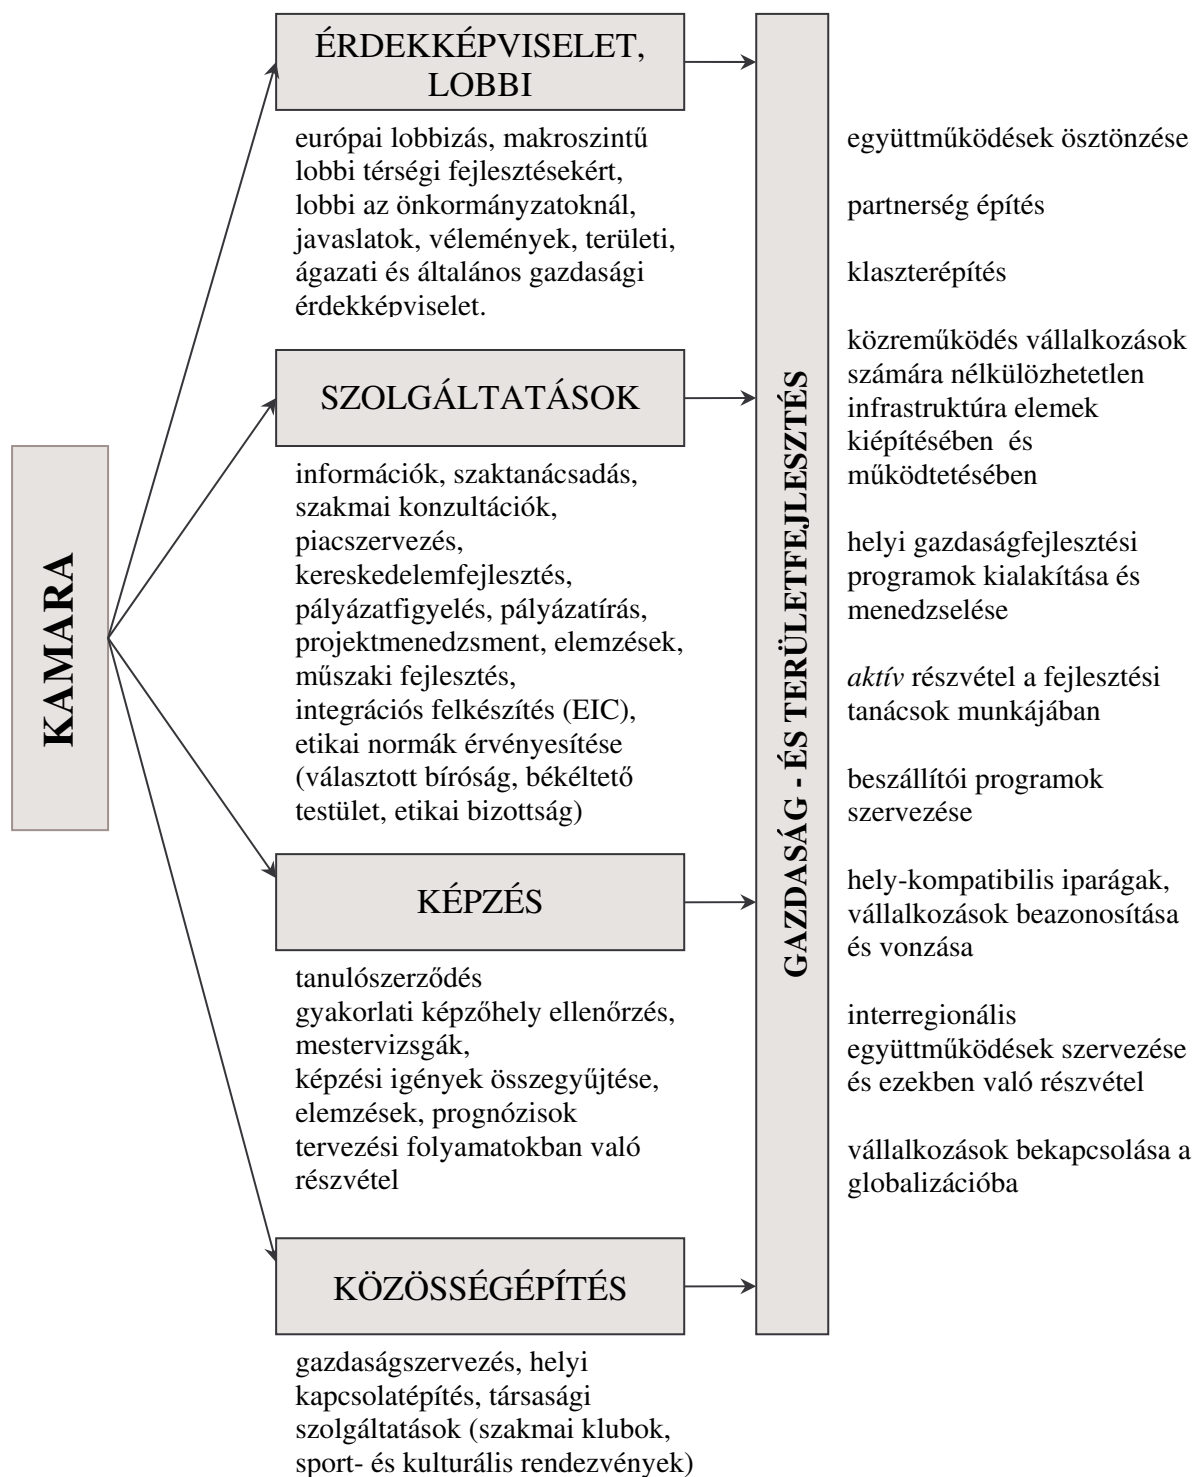 KAMARA
ÉRDEKKÉPVISELET,
LOBBI
európai lobbizás, makroszintű
lobbi térségi fejlesztésekért,
lobbi az önkormányzatoknál,
javaslatok, vélemények, területi,
ágazati és általános gazdasági
érdekképviselet.
SZOLGÁLTATÁSOK
információk, szaktanácsadás,
szakmai konzultációk,
piacszervezés,
kereskedelemfejlesztés,
pályázatfigyelés, pályázatírás,
projektmenedzsment, elemzések,
műszaki fejlesztés,
integrációs felkészítés (EIC),
etikai normák érvényesítése
(választott bíróság, békéltető
testület, etikai bizottság)
KÉPZÉS
tanulószerződés
gyakorlati képzőhely ellenőrzés,
mestervizsgák,
képzési igények összegyűjtése,
elemzések, prognózisok
tervezési folyamatokban való
részvétel
KÖZÖSSÉGÉPÍTÉS
gazdaságszervezés, helyi
kapcsolatépítés, társasági
szolgáltatások (szakmai klubok,
sport- és kulturális rendezvények)
GAZDASÁG - ÉS TERÜLETFEJLESZTÉS
együttműködések ösztönzése
partnerség építés
klaszterépítés
közreműködés vállalkozások
számára nélkülözhetetlen
infrastruktúra elemek
kiépítésében és
működtetésében
helyi gazdaságfejlesztési
programok kialakítása és
menedzselése
aktív részvétel a fejlesztési
tanácsok munkájában
beszállítói programok
szervezése
hely-kompatibilis iparágak,
vállalkozások beazonosítása
és vonzása
interregionális
együttműködések szervezése
és ezekben való részvétel
vállalkozások bekapcsolása a
globalizációba